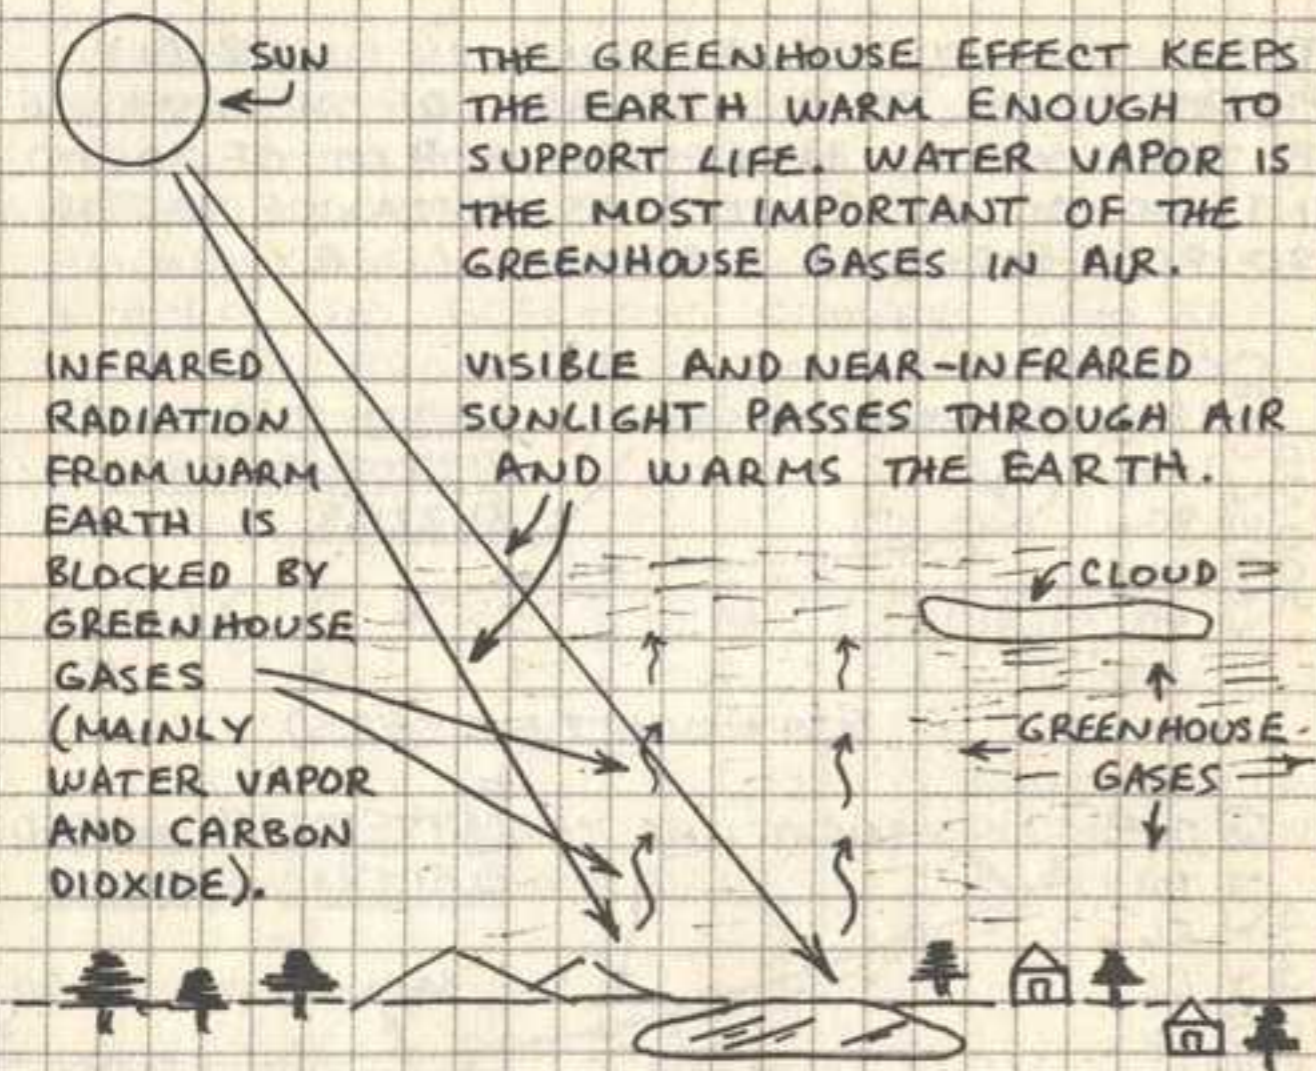 SUN
THE GREENHOUSE EFFECT KEEPS
THE EARTH WARM ENOUGH TO
SUPPORT LIFE. WATER VAPOR IS
THE MOST IMPORTANT OF THE
GREENHOUSE GASES IN AIR.
INFRARED
RADIATION
FROM WARM
EARTH IS
BLOCKED BY
GREENHOUSE
GASES
(MAINLY
WATER VAPOR
AND CARBON
DIOXIDE).
VISIBLE AND NEAR-INFRARED
SUNLIGHT PASSES THROUGH AIR
AND WARMS THE EARTH.
CLOUD
GREENHOUSE
GASES